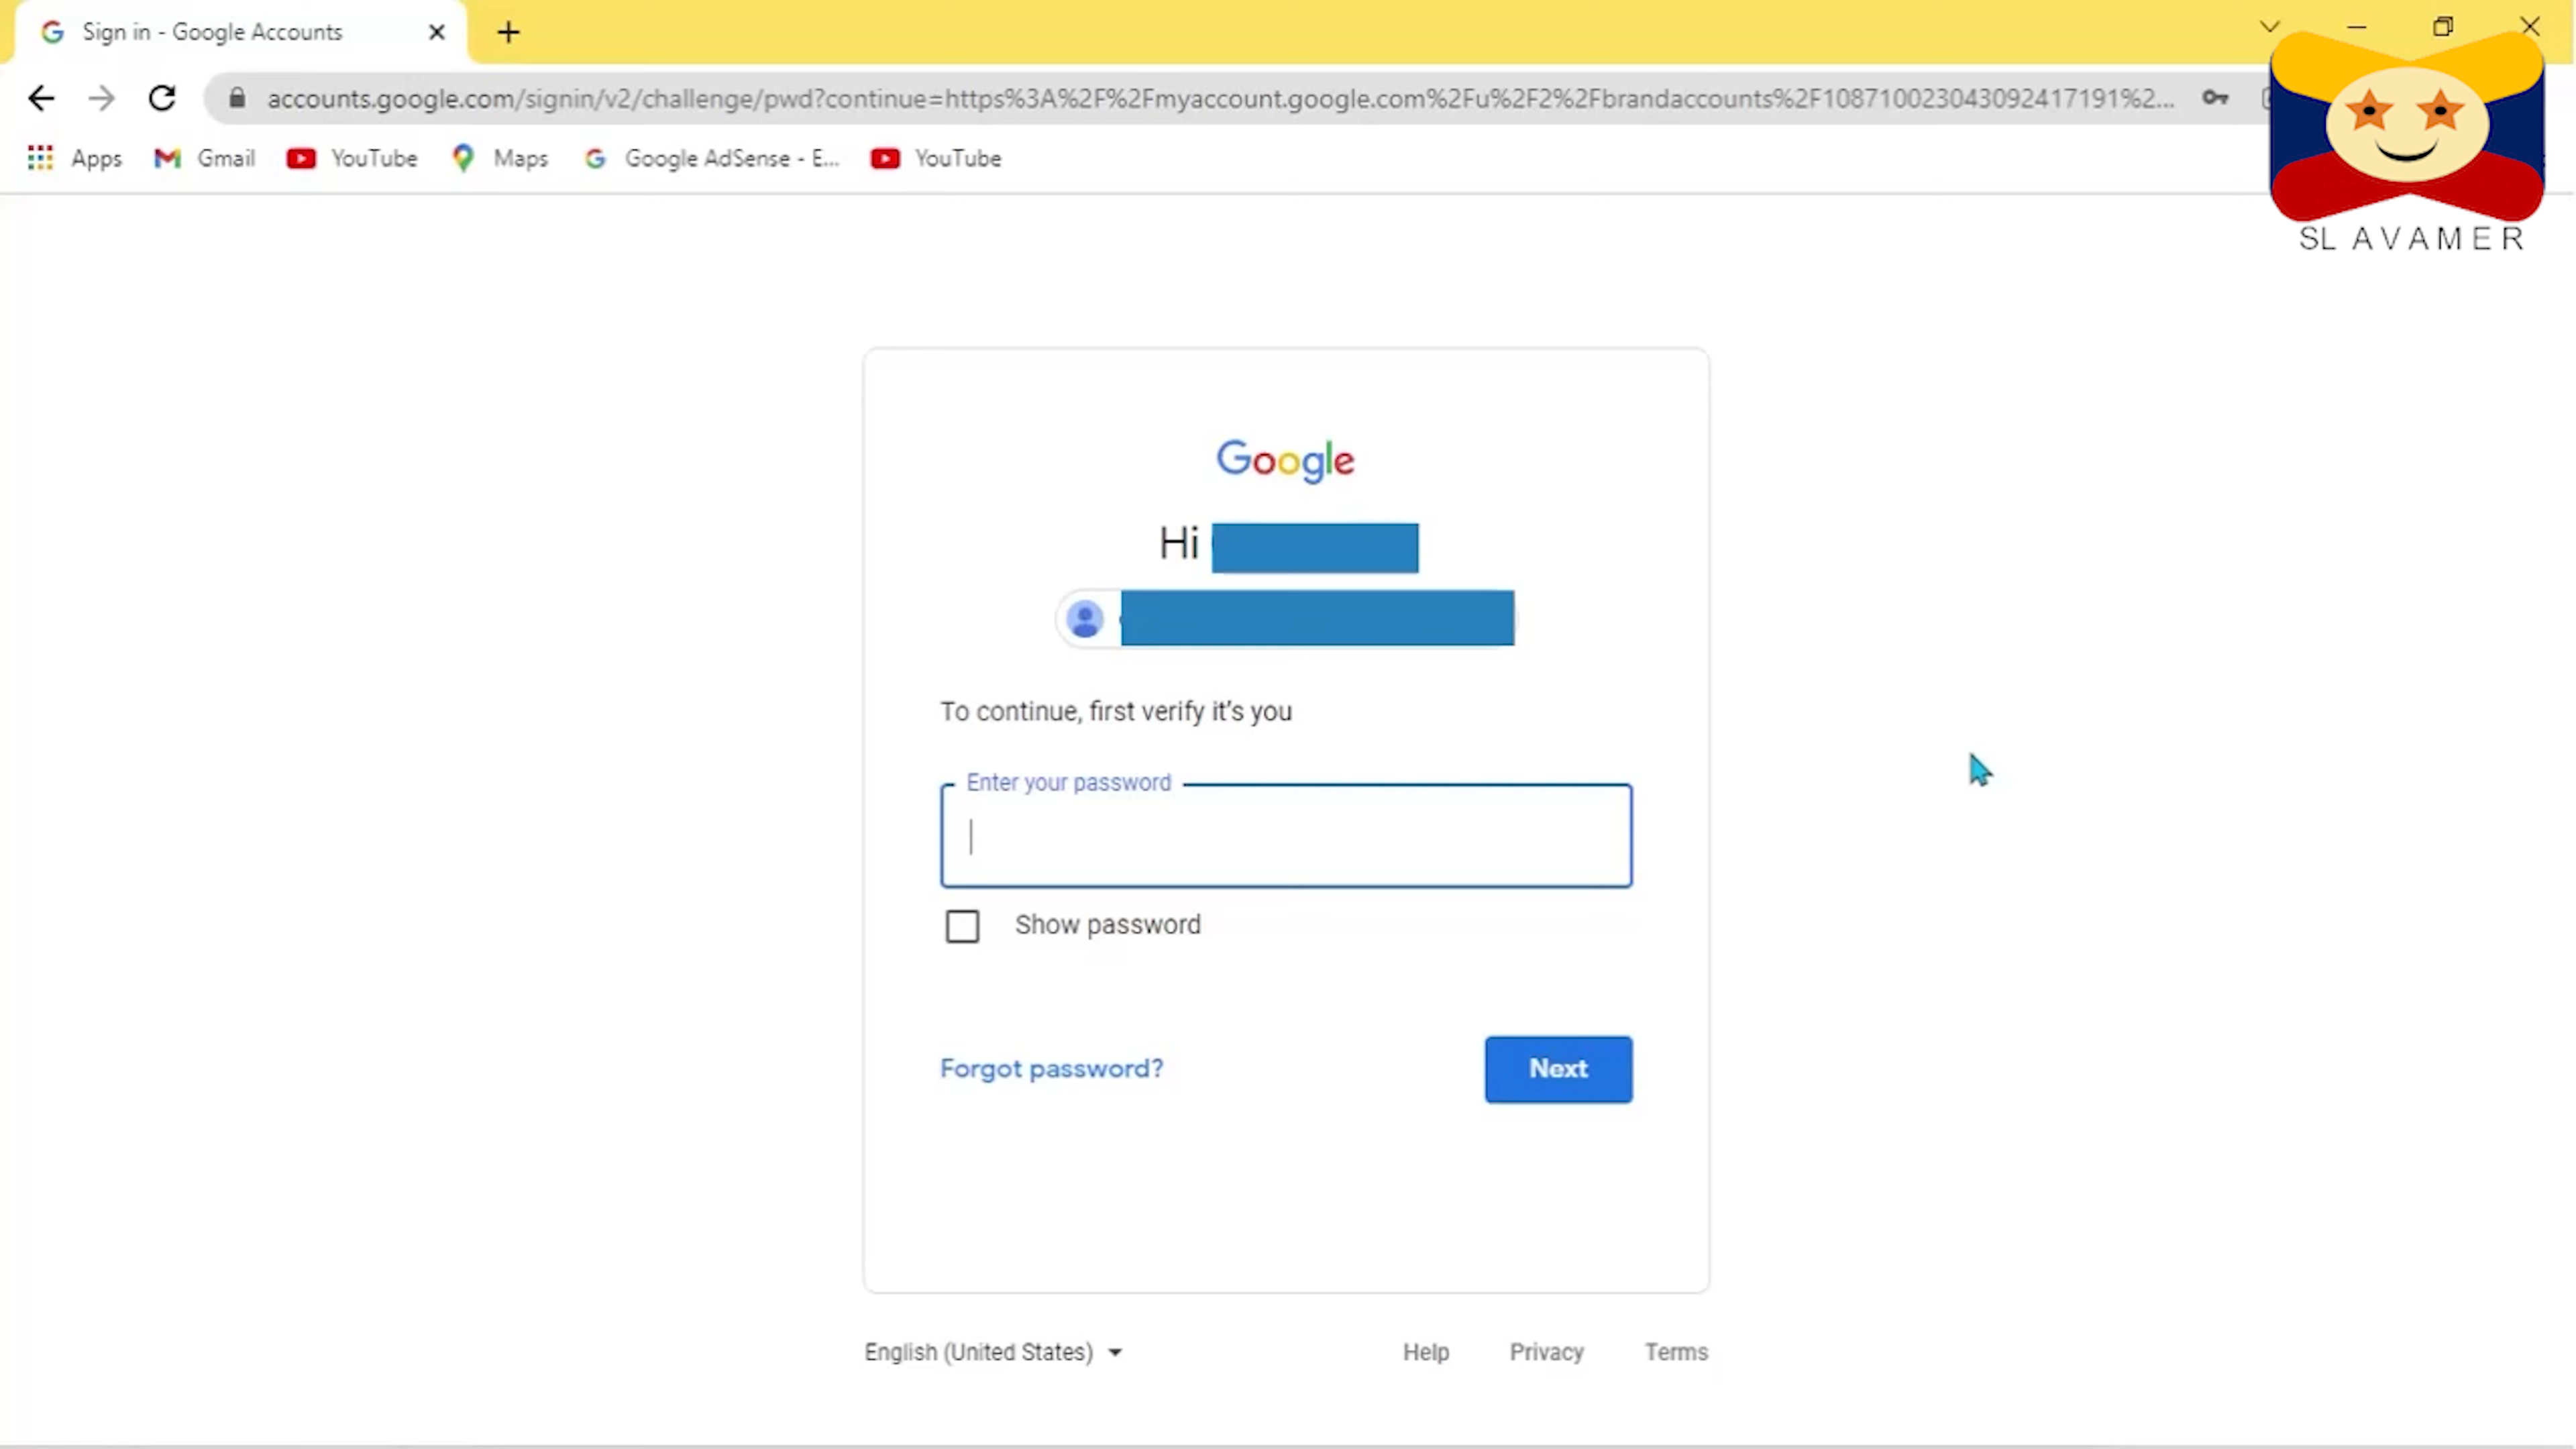 Sign in - Google Accounts
accounts.google.com/signin/v2/challenge/pwd?continue=https%3A%2F%2Fmyaccount.google.com%2Fu%2F2%2Fbrandaccounts%2F108710023043092417191%2...
Apps Gmail YouTube Maps Google AdSense - E... YouTube
SLAVAMER
Google
Hi
To continue, first verify it's you
Enter your password
Show password
Forgot password? Next
English (United States) Help Privacy Terms